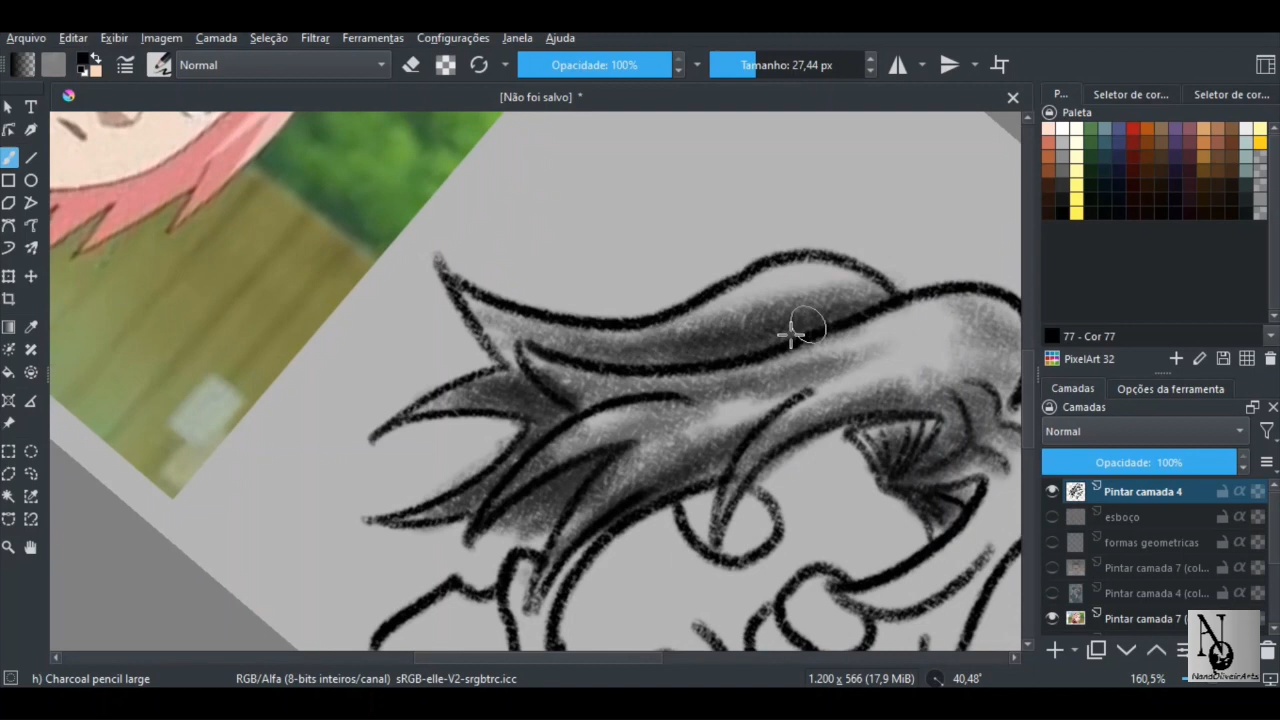 Arquivo Editar Exibir Imagem Camada Seleção Filtrar Ferramentas Configurações Janela Ajuda
Normal Opacidade: 100% Tamanho: 27,44 px
[Não foi salvo] *
P... Seletor de cor... Seletor de cor...
Paleta
77 - Cor 77
PixelArt 32
Camadas Opções da ferramenta
Camadas
Normal
Opacidade: 100%
Pintar camada 4
esboço
formas geometricas
Pintar camada 7 (col...
Pintar camada 4 (col...
Pintar camada 7 (
h) Charcoal pencil large RGB/Alfa (8-bits inteiros/canal) sRGB-elle-V2-srgbtrc.icc 1.200 x 566 (17,9 MiB) 40,48° 160,5%
NandOliveirArts